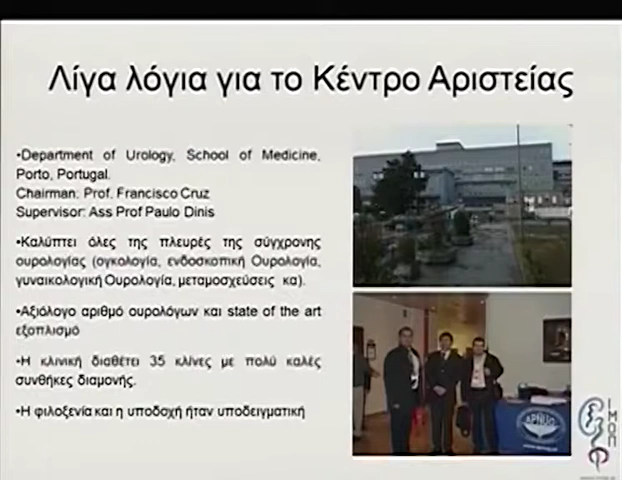 Λίγα λόγια για το Κέντρο Αριστείας
•Department of Urology, School of Medicine,
Porto, Portugal.
Chairman: Prof. Francisco Cruz
Supervisor: Ass Prof Paulo Dinis
•Καλύπτει όλες της πλευρές της σύγχρονης
ουρολογίας (ογκολογία, ενδοσκοπική Ουρολογία,
γυναικολογική Ουρολογία, μεταμοσχεύσεις κα).
•Αξιόλογο αριθμό ουρολόγων και state of the art
εξοπλισμό
•Η κλινική διαθέτει 35 κλίνες με πολύ καλές
συνθήκες διαμονής.
•Η φιλοξενία και η υποδοχή ήταν υποδειγματική
APNUG
ΙΜΟΠ